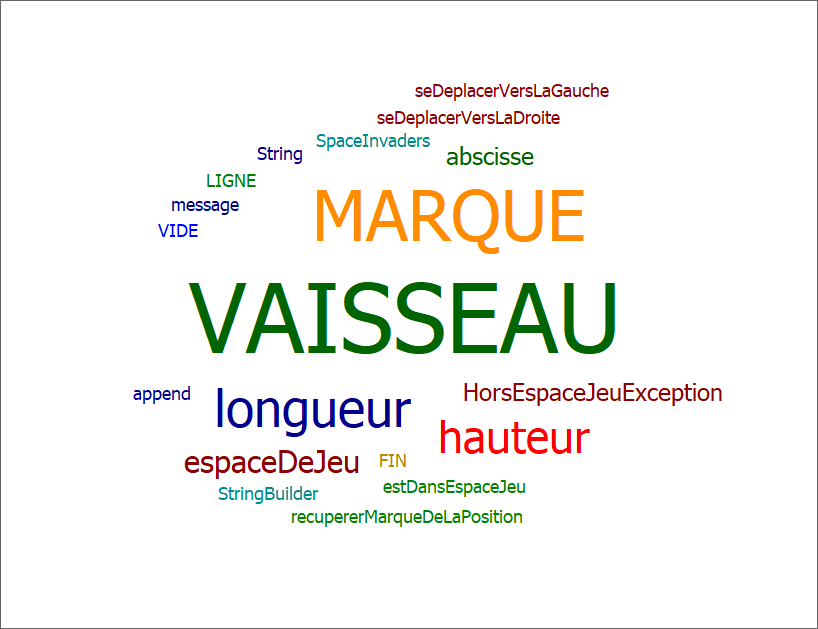 seDeplacerVersLaGauche
seDeplacerVersLaDroite
SpaceInvaders
String
abscisse
LIGNE
message
MARQUE
VIDE
VAISSEAU
append
longueur
HorsEspaceJeuException
hauteur
espaceDeJeu
FIN
StringBuilder
estDansEspaceJeu
recupererMarqueDeLaPosition